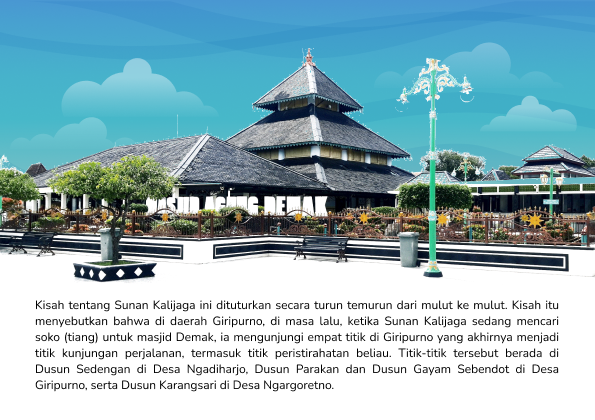 Kisah tentang Sunan Kalijaga ini dituturkan secara turun temurun dari mulut ke mulut. Kisah itu
menyebutkan bahwa di daerah Giripurno, di masa lalu, ketika Sunan Kalijaga sedang mencari
soko (tiang) untuk masjid Demak, ia mengunjungi empat titik di Giripurno yang akhirnya menjadi
titik kunjungan perjalanan, termasuk titik peristirahatan beliau. Titik-titik tersebut berada di
Dusun Sedengan di Desa Ngadiharjo, Dusun Parakan dan Dusun Gayam Sebendot di Desa
Giripurno, serta Dusun Karangsari di Desa Ngargoretno.